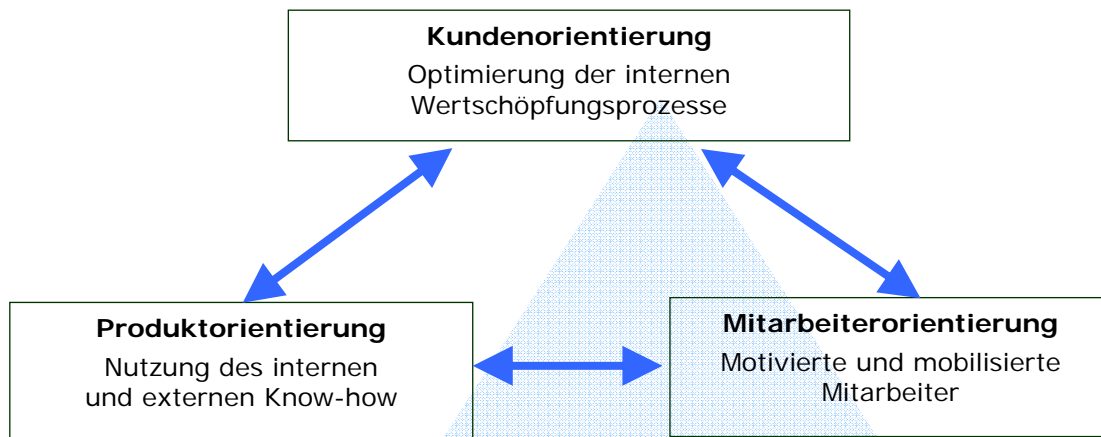 Kundenorientierung
Optimierung der internen
Wertschöpfungsprozesse
Produktorientierung
Nutzung des internen
und externen Know-how
Mitarbeiterorientierung
Motivierte und mobilisierte
Mitarbeiter